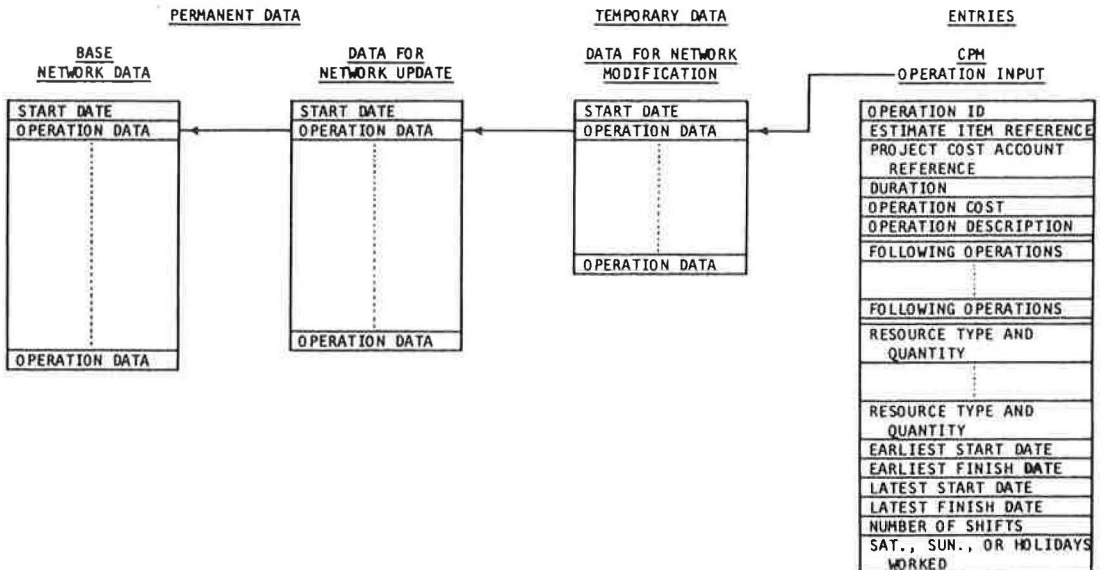 PERMANENT DATA
TEMPORARY DATA
ENTRIES
BASE
NETWORK DATA
DATA FOR
NETWORK UPDATE
DATA FOR NETWORK
MODIFICATION
CPM
OPERATION INPUT
START DATE
OPERATION DATA
OPERATION DATA
START DATE
OPERATION DATA
OPERATION DATA
START DATE
OPERATION DATA
OPERATION DATA
OPERATION ID
ESTIMATE ITEM REFERENCE
PROJECT COST ACCOUNT
REFERENCE
DURATION
OPERATION COST
OPERATION DESCRIPTION
FOLLOWING OPERATIONS
FOLLOWING OPERATIONS
RESOURCE TYPE AND
QUANTITY
RESOURCE TYPE AND
QUANTITY
EARLIEST START DATE
EARLIEST FINISH DATE
LATEST START DATE
LATEST FINISH DATE
NUMBER OF SHIFTS
SAT., SUN., OR HOLIDAYS
WORKED